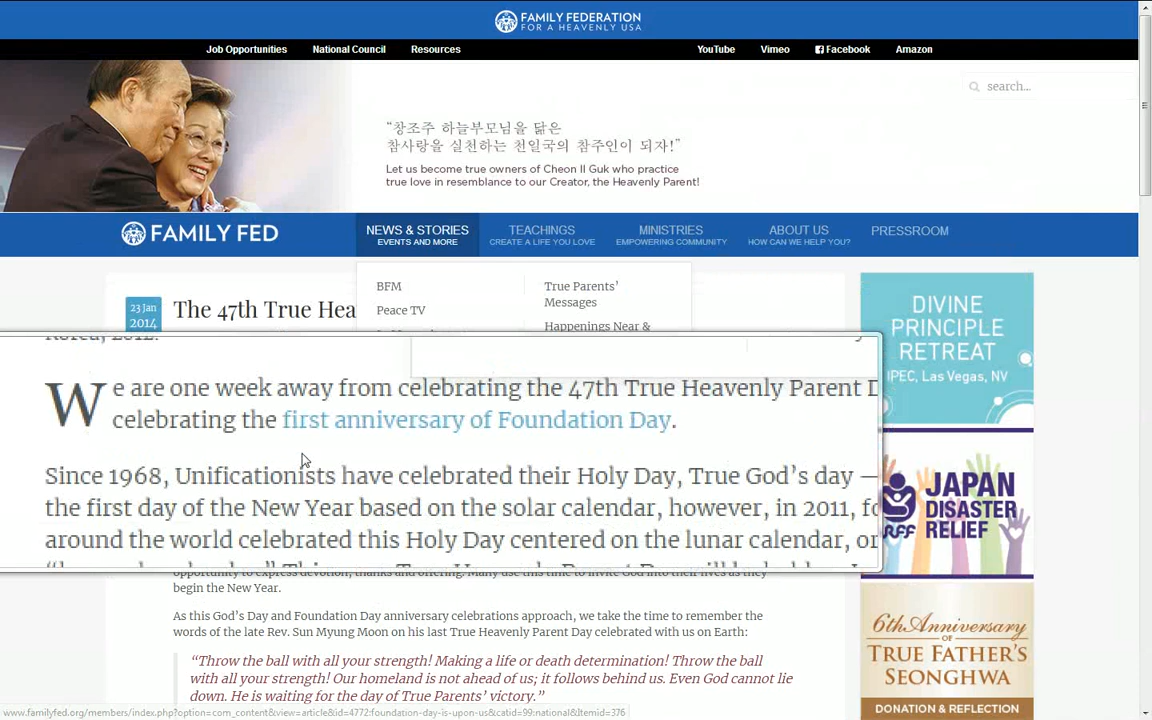 FAMILY FEDERATION
FOR A HEAVENLY USA
Job Opportunities
National Council
Resources
YouTube
Vimeo
Facebook
Amazon
search...
“창조주 하늘부모님을 닮은
참사랑을 실천하는 천일국의 참주인이 되자!”
Let us become true owners of Cheon Il Guk who practice
true love in resemblance to our Creator, the Heavenly Parent!
FAMILY FED
NEWS & STORIES
EVENTS AND MORE
TEACHINGS
CREATE A LIFE YOU LOVE
MINISTRIES
EMPOWERING COMMUNITY
ABOUT US
HOW CAN WE HELP YOU?
PRESSROOM
BFM
Peace TV
True Parents’
Messages
Happenings Near &
23 Jan
2014
The 47th True Hea
Korea, 2012.
We are one week away from celebrating the 47th True Heavenly Parent D
celebrating the first anniversary of Foundation Day.
Since 1968, Unificationists have celebrated their Holy Day, True God’s day —
the first day of the New Year based on the solar calendar, however, in 2011, fo
around the world celebrated this Holy Day centered on the lunar calendar, or
opportunity to express devotion, thanks and offering. Many use this time to invite God into their lives as they
begin the New Year.
As this God’s Day and Foundation Day anniversary celebrations approach, we take the time to remember the
words of the late Rev. Sun Myung Moon on his last True Heavenly Parent Day celebrated with us on Earth:
“Throw the ball with all your strength! Making a life or death determination! Throw the ball
with all your strength! Our homeland is not ahead of us; it follows behind us. Even God cannot lie
down. He is waiting for the day of True Parents’ victory.”
DIVINE
PRINCIPLE
RETREAT
IPEC, Las Vegas, NV
JAPAN
DISASTER
RELIEF
RFF
6th Anniversary
OF
TRUE FATHER’S
SEONGHWA
DONATION & REFLECTION
www.familyfed.org/members/index.php?option=com_content&view=article&id=4772:foundation-day-is-upon-us&catid=99:national&Itemid=376